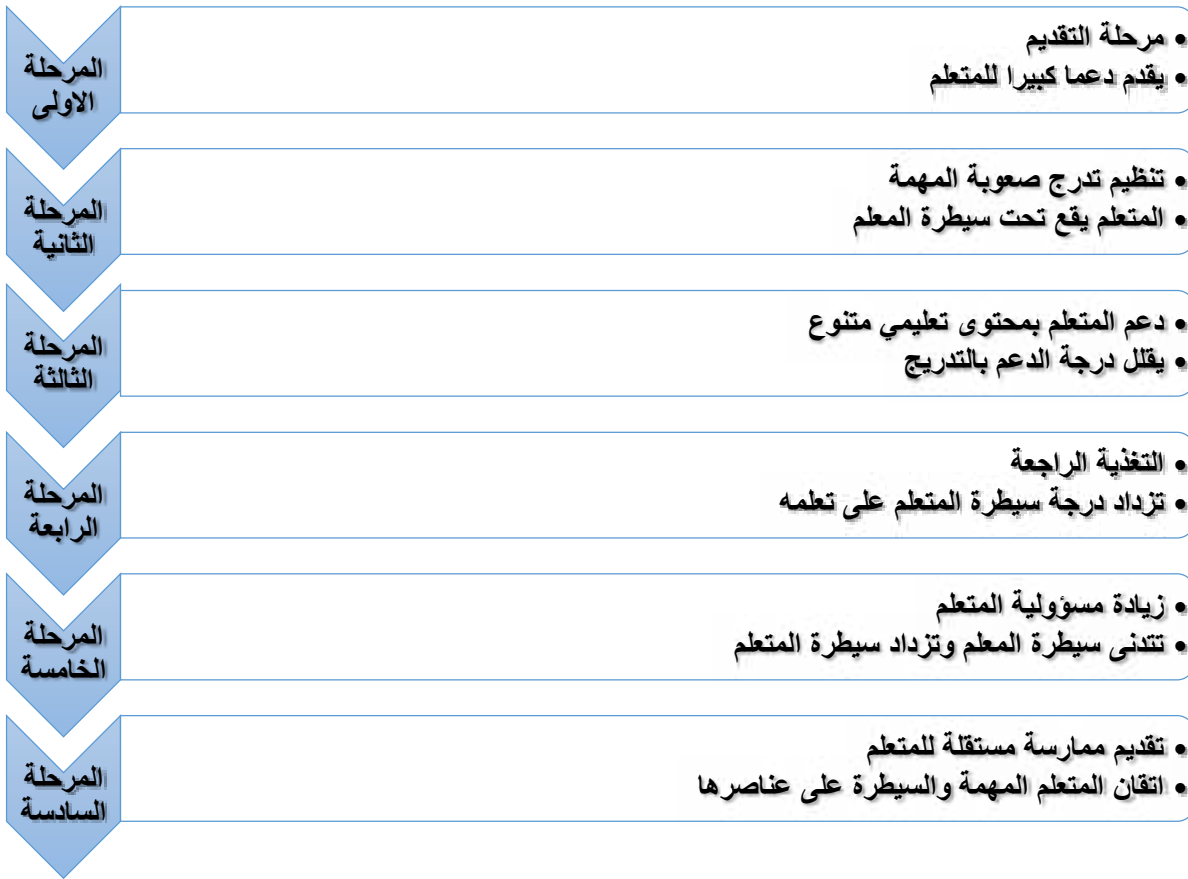 المرحلة
الاولى
• مرحلة التقديم
• يقدم دعما كبيرا للمتعلم
المرحلة
الثانية
• تنظيم تدرج صعوبة المهمة
• المتعلم يقع تحت سيطرة المعلم
المرحلة
الثالثة
• دعم المتعلم بمحتوى تعليمي متنوع
• يقلل درجة الدعم بالتدريج
المرحلة
الرابعة
• التغذية الراجعة
• تزداد درجة سيطرة المتعلم على تعلمه
المرحلة
الخامسة
• زيادة مسؤولية المتعلم
• تتدنى سيطرة المعلم وتزداد سيطرة المتعلم
المرحلة
السادسة
• تقديم ممارسة مستقلة للمتعلم
• اتقان المتعلم المهمة والسيطرة على عناصرها